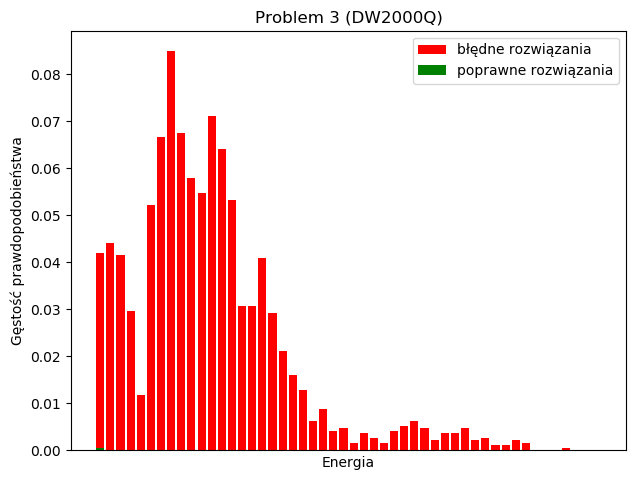 Problem 3 (DW2000Q)
błędne rozwiązania
poprawne rozwiązania
Gęstość prawdopodobieństwa
0.08
0.07
0.06
0.05
0.04
0.03
0.02
0.01
0.00
Energia